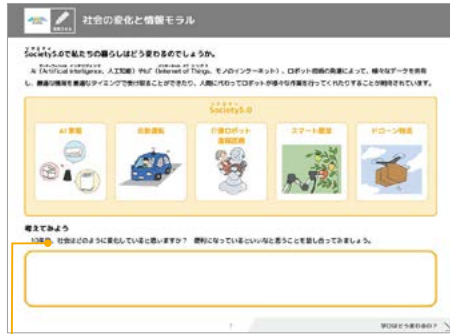 社会の変化と情報モラル
ソサエティ
Society5.0で私たちの暮らしはどう変わるのでしょうか。
AI（Artificial Intelligence、人工知能）やIoT（Internet of Things、モノのインターネット）、ロボット技術の発達によって、様々なデータを共有
し、最適な情報を最適なタイミングで受け取ることができたり、人間に代わってロボットが様々な作業を行ってくれたりすることが期待されています。
ソサエティ
Society5.0
AI家電
自動運転
介護ロボット
遠隔医療
スマート農業
ドローン物流
考えてみよう
10年後、社会はどのように変化していると思いますか？ 便利になっているといいなと思うことを話し合ってみましょう。